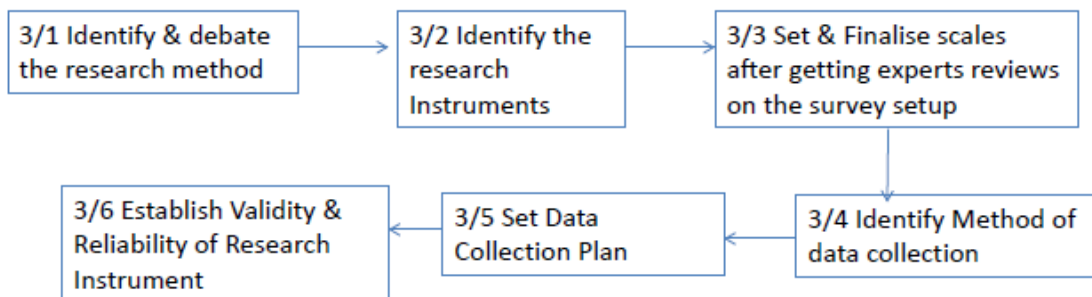 3/1 Identify & debate
the research method
3/2 Identify the
research
Instruments
3/3 Set & Finalise scales
after getting experts reviews
on the survey setup
3/4 Identify Method of
data collection
3/5 Set Data
Collection Plan
3/6 Establish Validity &
Reliability of Research
Instrument